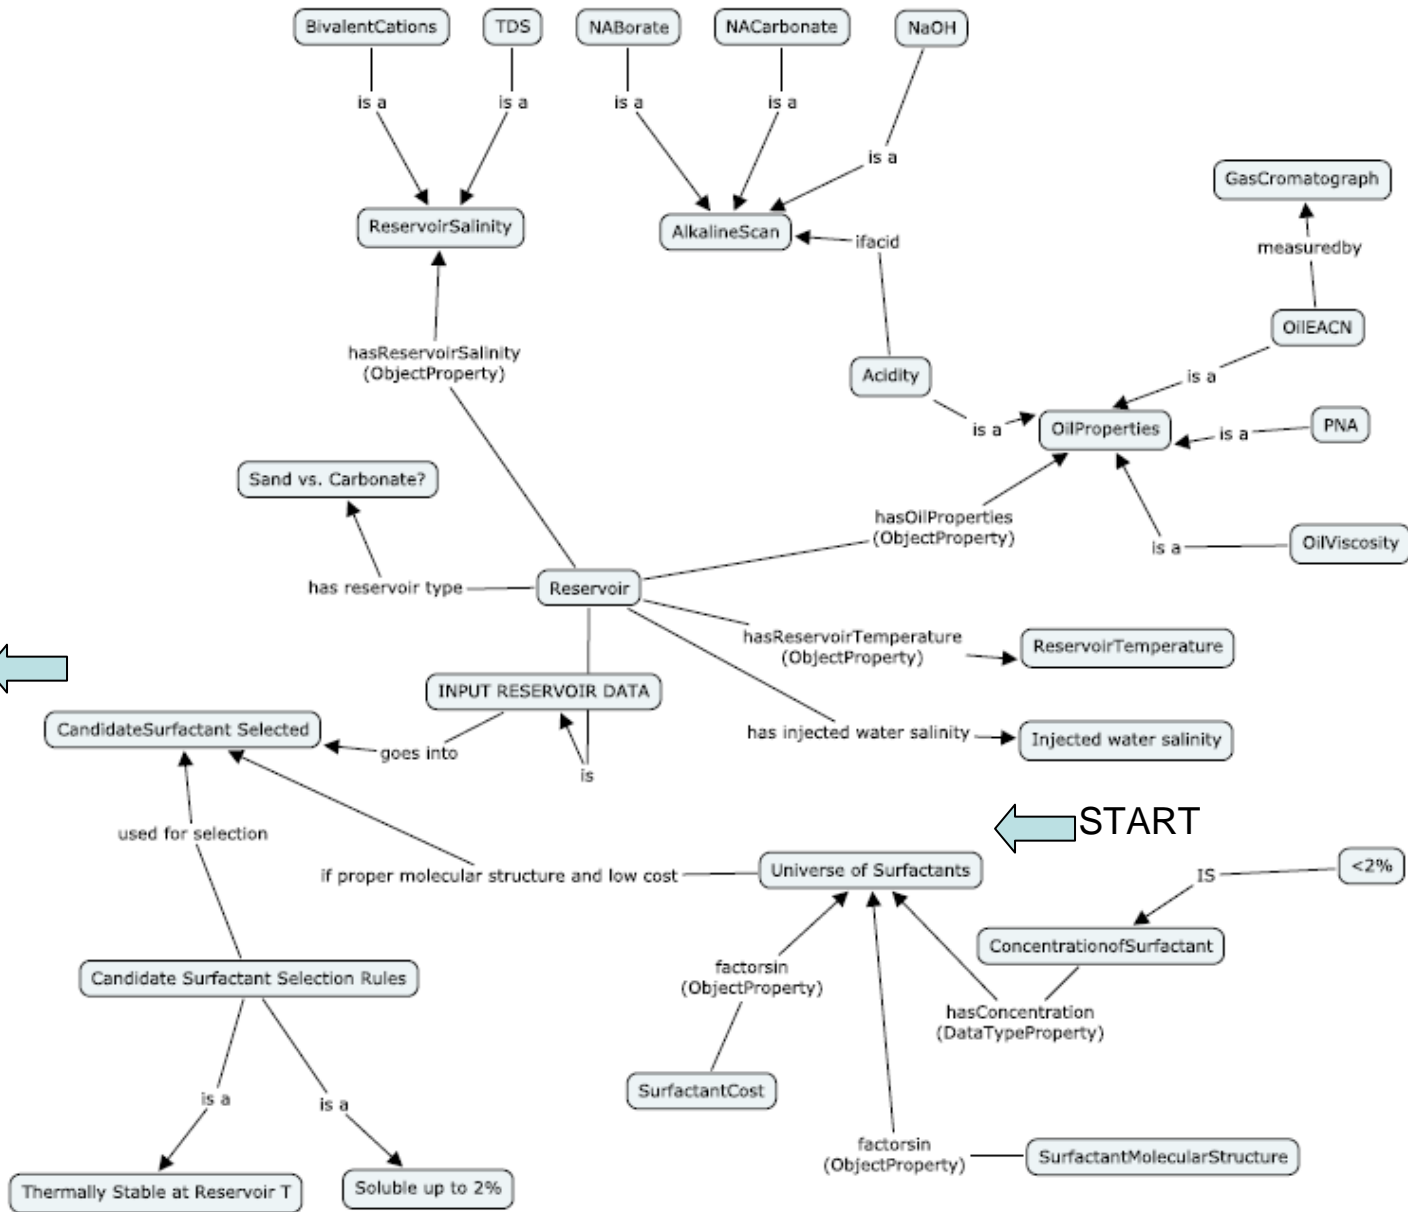 BivalentCations
TDS
NABorate
NACarbonate
NaOH
is a
is a
is a
is a
is a
GasCromatograph
ReservoirSalinity
AlkalineScan
ifacid
measuredby
OilEACN
hasReservoirSalinity
(ObjectProperty)
Acidity
is a
is a
OilProperties
is a
PNA
Sand vs. Carbonate?
hasOilProperties
(ObjectProperty)
is a
OilViscosity
has reservoir type
Reservoir
hasReservoirTemperature
(ObjectProperty)
ReservoirTemperature
INPUT RESERVOIR DATA
CandidateSurfactant Selected
goes into
is
has injected water salinity
Injected water salinity
START
used for selection
if proper molecular structure and low cost
Universe of Surfactants
IS
<2%
ConcentrationofSurfactant
Candidate Surfactant Selection Rules
factorsin
(ObjectProperty)
hasConcentration
(DataTypeProperty)
SurfactantCost
is a
is a
factorsin
(ObjectProperty)
SurfactantMolecularStructure
Thermally Stable at Reservoir T
Soluble up to 2%